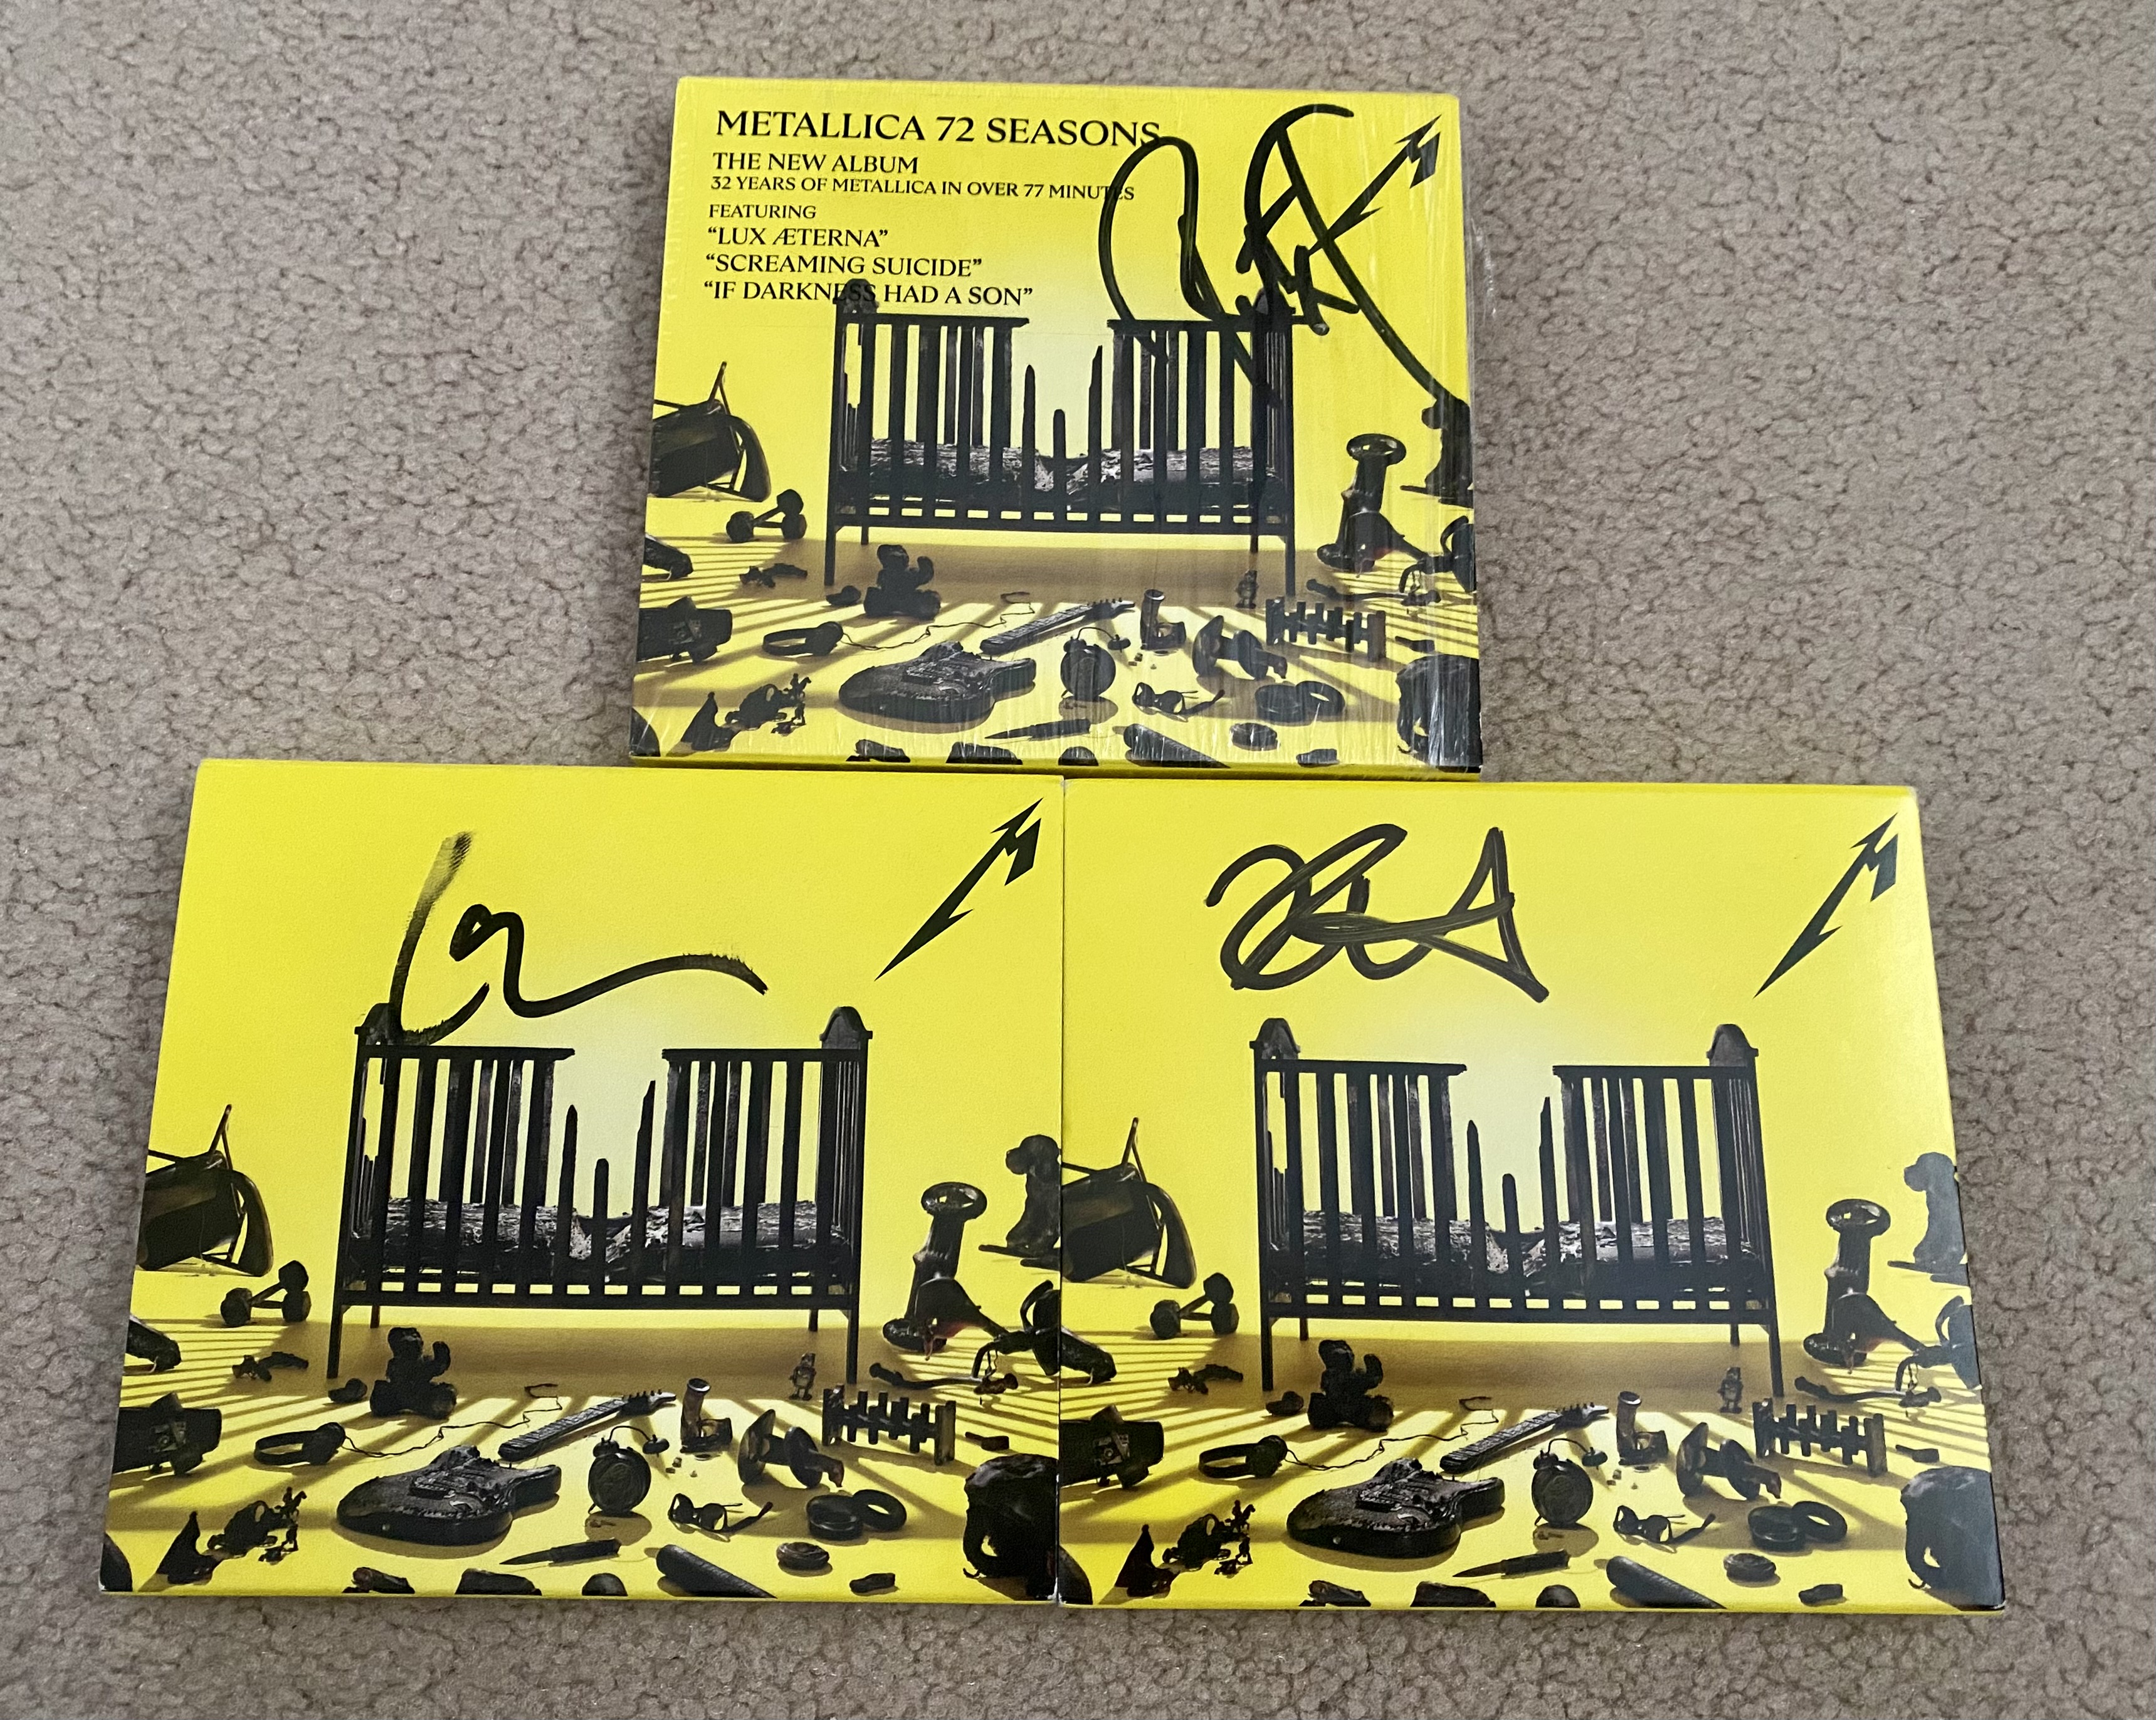 METALLICA 72 SEASONS
THE NEW ALBUM
32 YEARS OF METALLICA IN OVER 77 MINUTES
FEATURING
“LUX ÆTERNA”
“SCREAMING SUICIDE”
“IF DARKNESS HAD A SON”